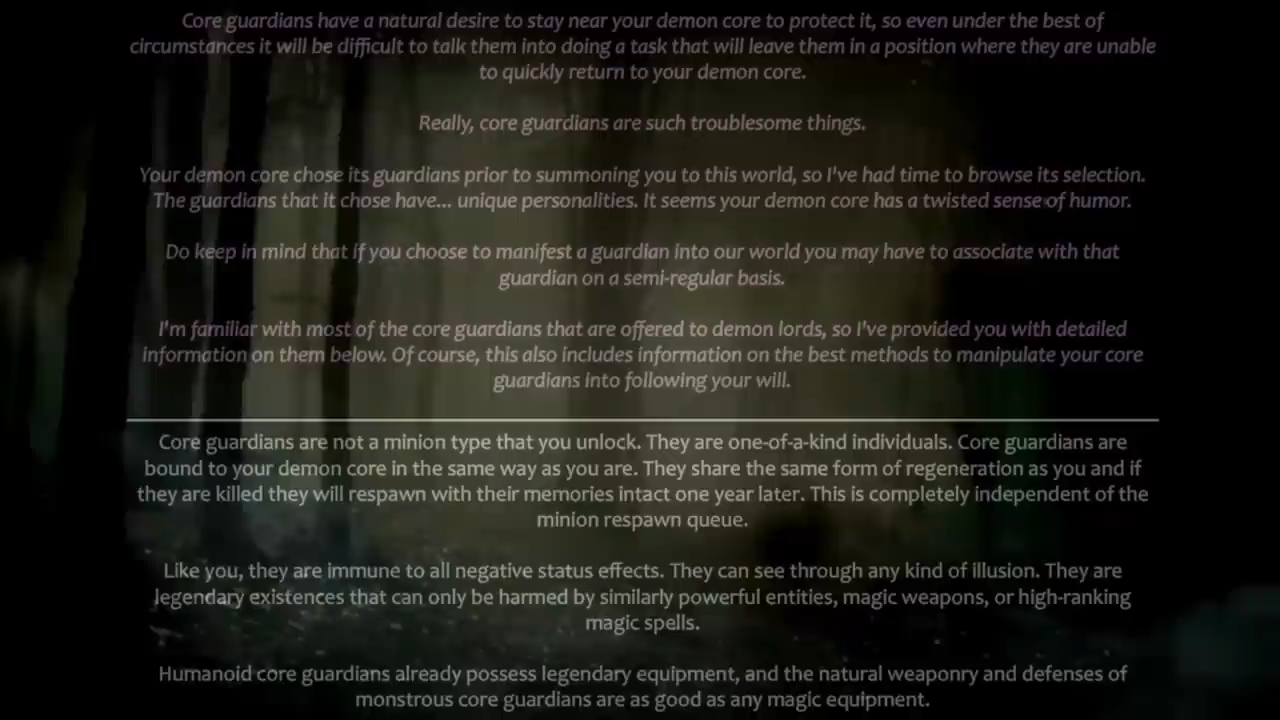 Core guardians have a natural desire to stay near your demon core to protect it, so even under the best of
circumstances it will be difficult to talk them into doing a task that will leave them in a position where they are unable
to quickly return to your demon core.
Really, core guardians are such troublesome things.
Your demon core chose its guardians prior to summoning you to this world, so I've had time to browse its selection.
The guardians that it chose have... unique personalities. It seems your demon core has a twisted sense of humor.
Do keep in mind that if you choose to manifest a guardian into our world you may have to associate with that
guardian on a semi-regular basis.
I'm familiar with most of the core guardians that are offered to demon lords, so I've provided you with detailed
information on them below. Of course, this also includes information on the best methods to manipulate your core
guardians into following your will.
Core guardians are not a minion type that you unlock. They are one-of-a-kind individuals. Core guardians are
bound to your demon core in the same way as you are. They share the same form of regeneration as you and if
they are killed they will respawn with their memories intact one year later. This is completely independent of the
minion respawn queue.
Like you, they are immune to all negative status effects. They can see through any kind of illusion. They are
legendary existences that can only be harmed by similarly powerful entities, magic weapons, or high-ranking
magic spells.
Humanoid core guardians already possess legendary equipment, and the natural weaponry and defenses of
monstrous core guardians are as good as any magic equipment.